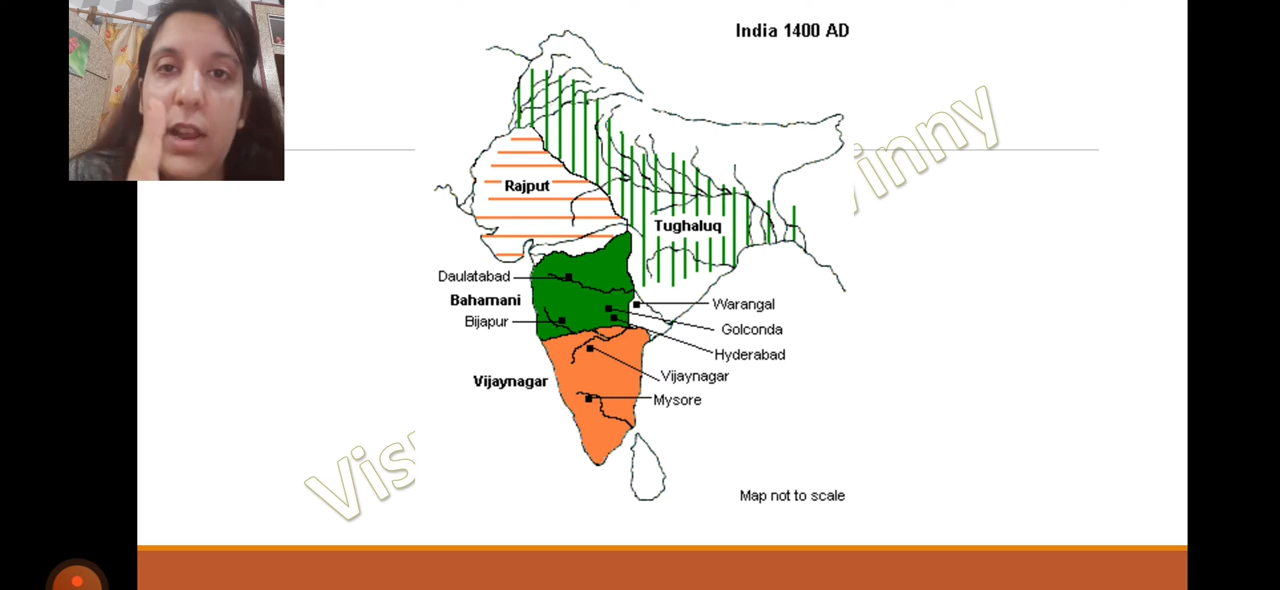 India 1400 AD
Rajput
Tughaluq
Daulatabad
Bahamani
Bijapur
Warangal
Golconda
Hyderabad
Vijaynagar
Vijaynagar
Mysore
Map not to scale